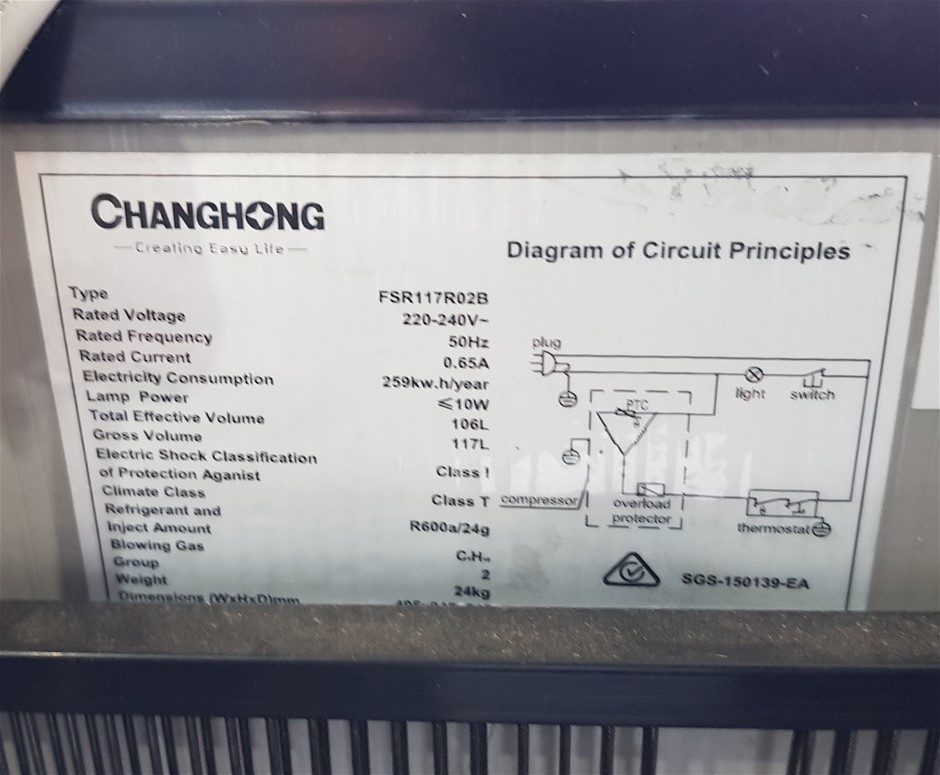 CHANGHONG
Creating Easy Life
Diagram of Circuit Principles
Type FSR117R02B
Rated Voltage 220-240V~
Rated Frequency 50Hz
Rated Current 0.65A
Electricity Consumption 259kw.h/year
Lamp Power ≤10W
Total Effective Volume 106L
Gross Volume 117L
Electric Shock Classification
of Protection Aganist Class I
Climate Class Class T
Refrigerant and
Inject Amount R600a/24g
Blowing Gas
Group 2
Weight 24kg
Dimensions (WxHxD)mm
plug
light
switch
PTC
compressor
overload
protector
thermostat
SGS-150139-EA